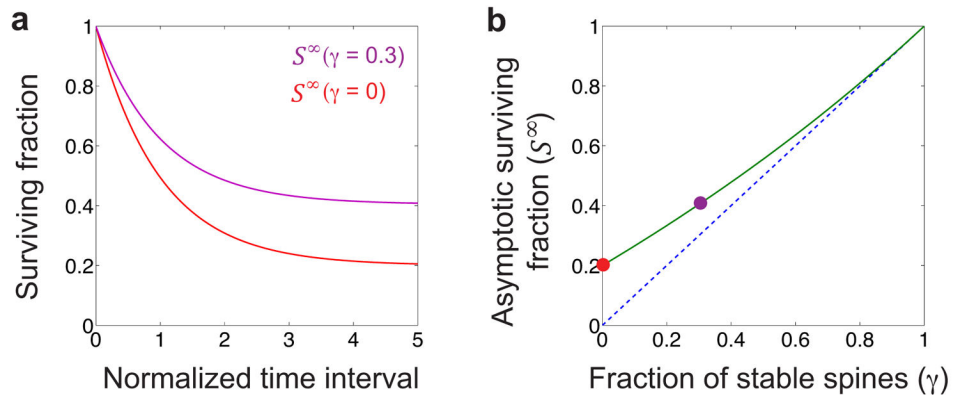 a
Surviving fraction
1
0.8
0.6
0.4
0.2
0
S∞(γ = 0.3)
S∞(γ = 0)
0 1 2 3 4 5
Normalized time interval
b
Asymptotic surviving
fraction (S∞)
1
0.8
0.6
0.4
0.2
0
0 0.2 0.4 0.6 0.8 1
Fraction of stable spines (γ)